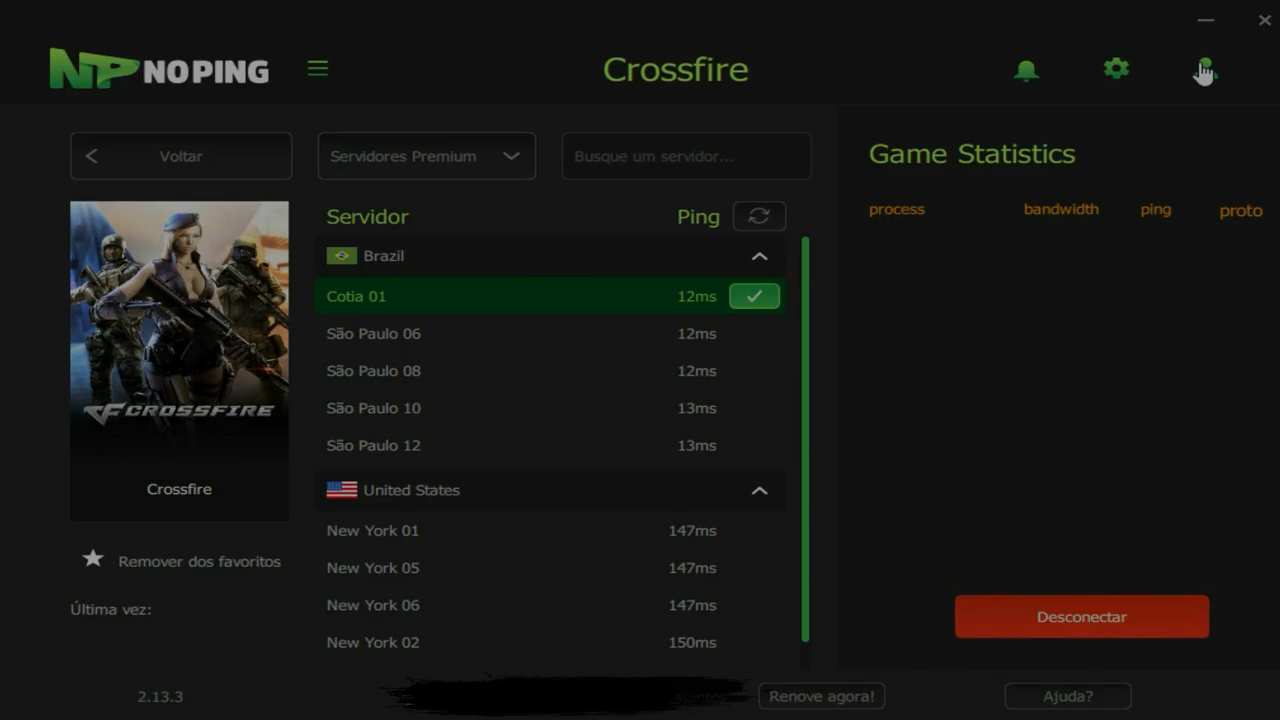 NP NOPING
Crossfire
Voltar
Servidores Premium
Busque um servidor...
Game Statistics
process bandwidth ping proto
Servidor Ping
Brazil
Cotia 01 12ms
São Paulo 06 12ms
São Paulo 08 12ms
São Paulo 10 13ms
São Paulo 12 13ms
United States
New York 01 147ms
New York 05 147ms
New York 06 147ms
New York 02 150ms
CF CROSSFIRE
Crossfire
Remover dos favoritos
Última vez:
Desconectar
2.13.3
Renove agora!
Ajuda?